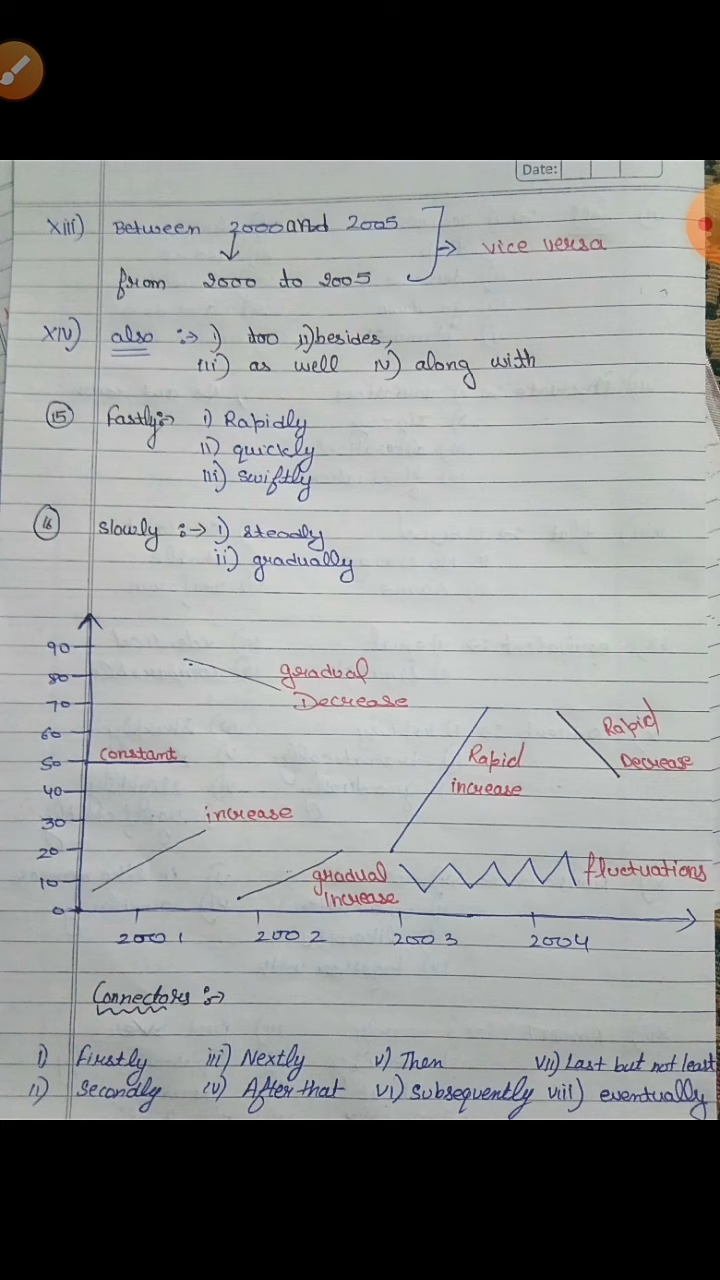 Date:
xiii) Between 2000 and 2005
→ vice versa
from 2000 to 2005
xiv) also :→ i) too ii) besides,
iii) as well iv) along with
15 fastly:→ i) Rapidly
ii) quickly
iii) swiftly
16 slowly :→ i) steadly
ii) gradually
90
80
70
60
50
40
30
20
10
0
gradual
Decrease
constant
increase
gradual
Increase
Rapid
increase
Rapid
Decrease
fluctuations
2001 2002 2003 2004
Connectors :→
i) firstly iii) Nextly v) Then vii) Last but not least
ii) secondly iv) After that vi) Subsequently viii) eventually